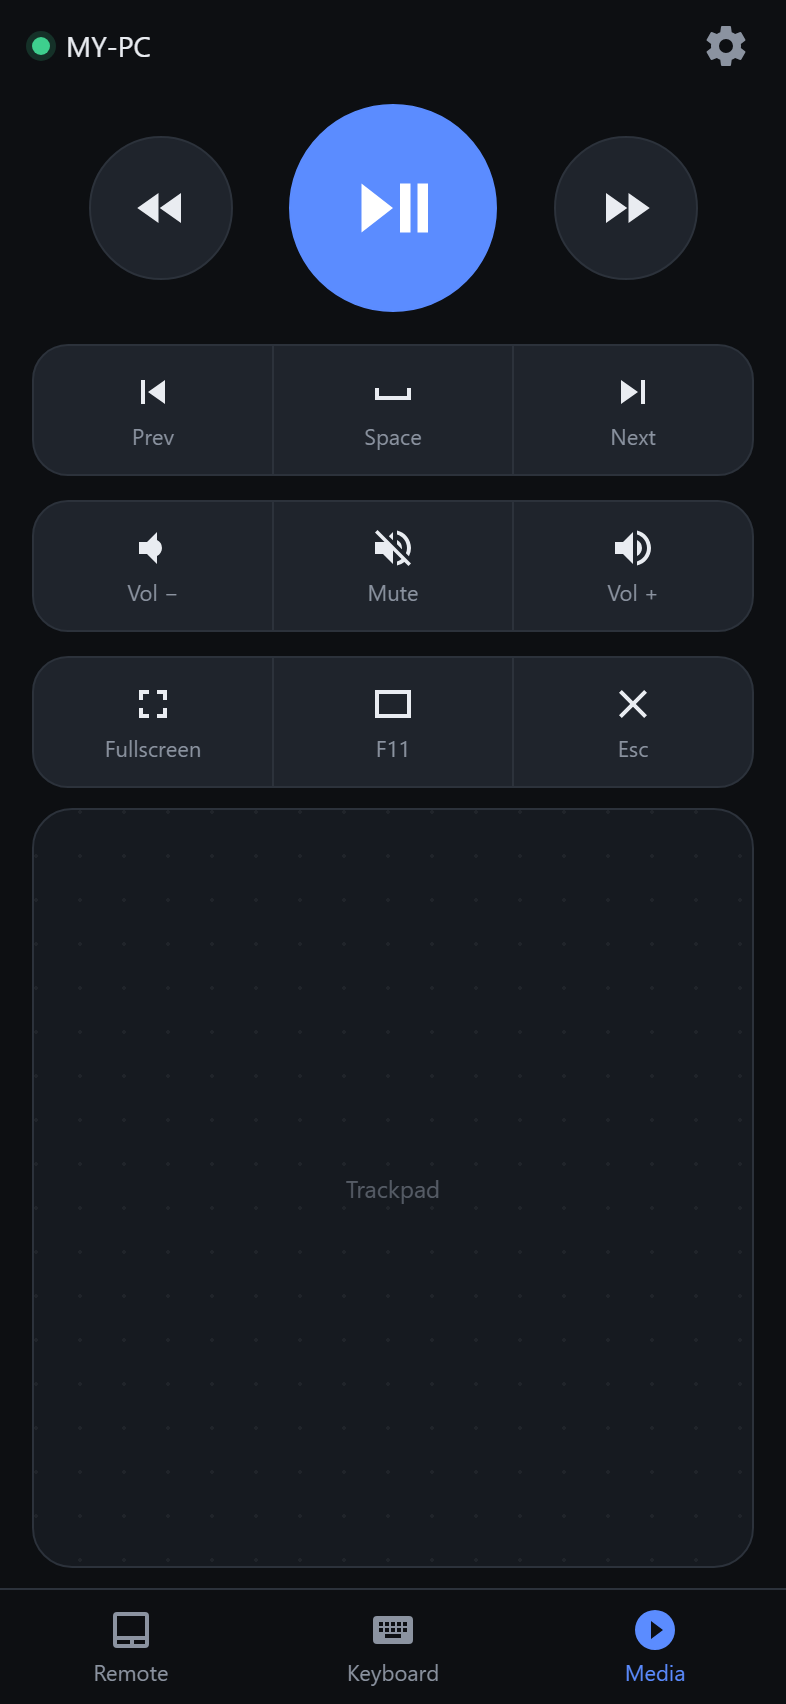 MY-PC
Prev
Space
Next
Vol −
Mute
Vol +
Fullscreen
F11
Esc
Trackpad
Remote
Keyboard
Media